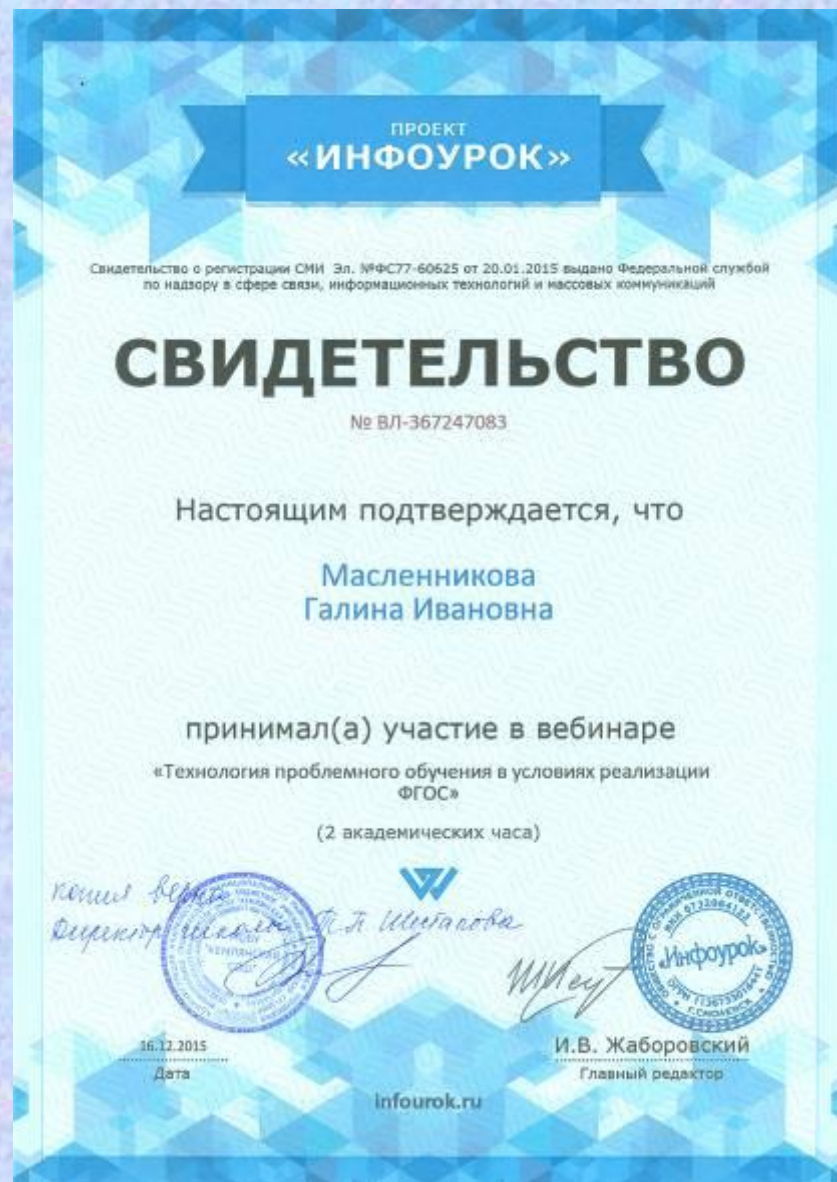 ПРОЕКТ
«ИНФОУРОК»
Свидетельство о регистрации СМИ Эл. №ФС77-60625 от 20.01.2015 выдано Федеральной службой
по надзору в сфере связи, информационных технологий и массовых коммуникаций
СВИДЕТЕЛЬСТВО
№ ВЛ-367247083
Настоящим подтверждается, что
Масленникова
Галина Ивановна
принимал(а) участие в вебинаре
«Технология проблемного обучения в условиях реализации
ФГОС»
(2 академических часа)
копия верна
Директор школы Т.П. Шестакова
«Инфоурок»
г.Смоленск
16.12.2015
Дата
И.В. Жаборовский
Главный редактор
infourok.ru